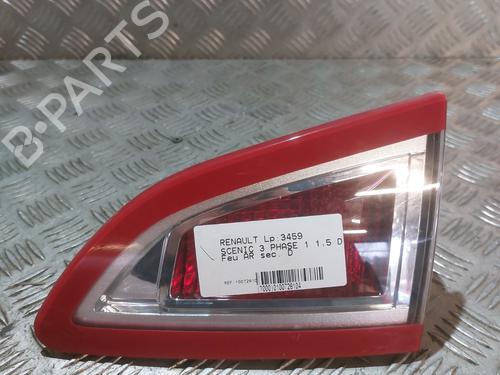 B-PARTS
RENAULT Lp:3459
SCENIC 3 PHASE 1 1.5 D
Feu AR sec. D